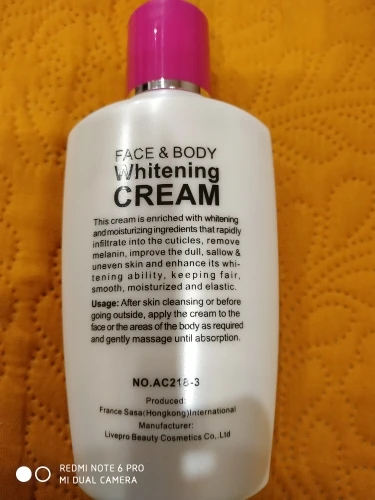 FACE & BODY
Whitening
CREAM
This cream is enriched with whitening
and moisturizing ingredients that rapidly
infiltrate into the cuticles, remove
melanin, improve the dull, sallow &
uneven skin and enhance its whi-
tening ability, keeping fair,
smooth, moisturized and elastic.
Usage: After skin cleansing or before
going outside, apply the cream to the
face or the areas of the body as required
and gently massage until absorption.
NO.AC218-3
Produced:
France Sasa(Hongkong)International
Manufacturer:
Livepro Beauty Cosmetics Co,.Ltd
REDMI NOTE 6 PRO
MI DUAL CAMERA